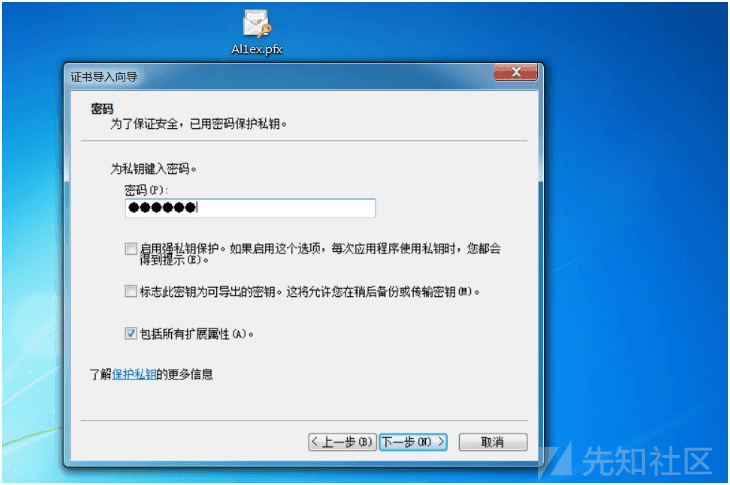 Al1ex.pfx
证书导入向导
密码
为了保证安全，已用密码保护私钥。
为私钥键入密码。
密码(P):
●●●●●●
启用强私钥保护。如果启用这个选项，每次应用程序使用私钥时，您都会
得到提示(E)。
标志此密钥为可导出的密钥。这将允许您在稍后备份或传输密钥(M)。
包括所有扩展属性(A)。
了解保护私钥的更多信息
< 上一步(B) 下一步(N) > 取消
先知社区